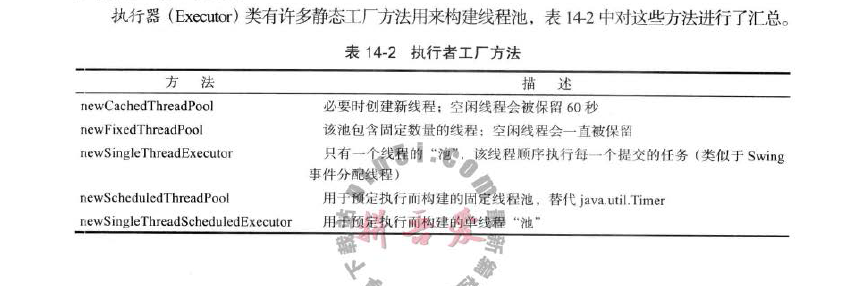 执行器（Executor）类有许多静态工厂方法用来构建线程池，表 14-2 中对这些方法进行了汇总。
表 14-2 执行者工厂方法
方 法 描 述
newCachedThreadPool 必要时创建新线程；空闲线程会被保留 60 秒
newFixedThreadPool 该池包含固定数量的线程；空闲线程会一直被保留
newSingleThreadExecutor 只有一个线程的“池”，该线程顺序执行每一个提交的任务（类似于 Swing
事件分配线程）
newScheduledThreadPool 用于预定执行而构建的固定线程池，替代 java.util.Timer
newSingleThreadScheduledExecutor 用于预定执行而构建的单线程“池”